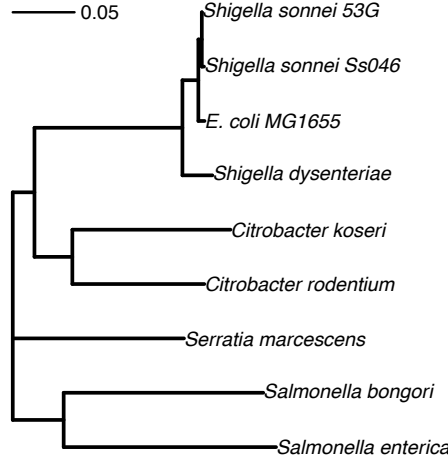 0.05
Shigella sonnei 53G
Shigella sonnei Ss046
E. coli MG1655
Shigella dysenteriae
Citrobacter koseri
Citrobacter rodentium
Serratia marcescens
Salmonella bongori
Salmonella enterica